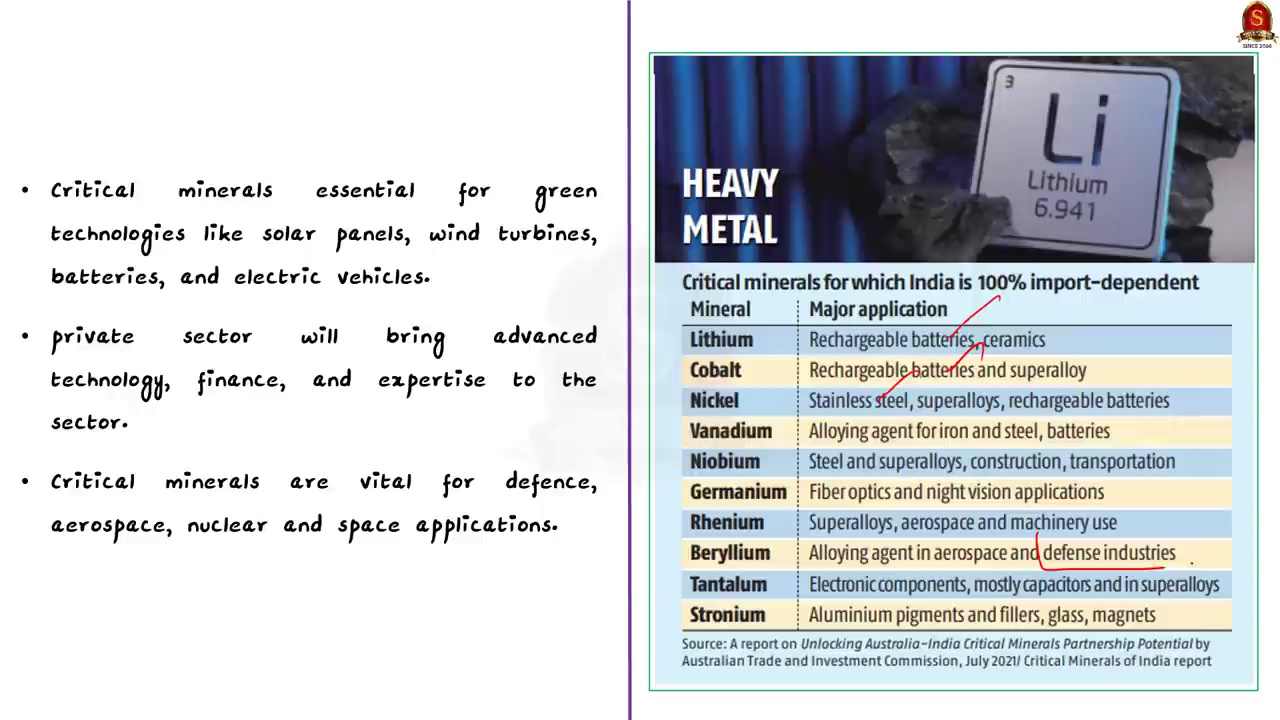 S
SINCE 2004
• Critical minerals essential for green
technologies like solar panels, wind turbines,
batteries, and electric vehicles.
• private sector will bring advanced
technology, finance, and expertise to the
sector.
• Critical minerals are vital for defence,
aerospace, nuclear and space applications.
3
Li
Lithium
6.941
HEAVY
METAL
Critical minerals for which India is 100% import-dependent
Mineral Major application
Lithium Rechargeable batteries, ceramics
Cobalt Rechargeable batteries and superalloy
Nickel Stainless steel, superalloys, rechargeable batteries
Vanadium Alloying agent for iron and steel, batteries
Niobium Steel and superalloys, construction, transportation
Germanium Fiber optics and night vision applications
Rhenium Superalloys, aerospace and machinery use
Beryllium Alloying agent in aerospace and defense industries
Tantalum Electronic components, mostly capacitors and in superalloys
Stronium Aluminium pigments and fillers, glass, magnets
Source: A report on Unlocking Australia-India Critical Minerals Partnership Potential by
Australian Trade and Investment Commission, July 2021/ Critical Minerals of India report